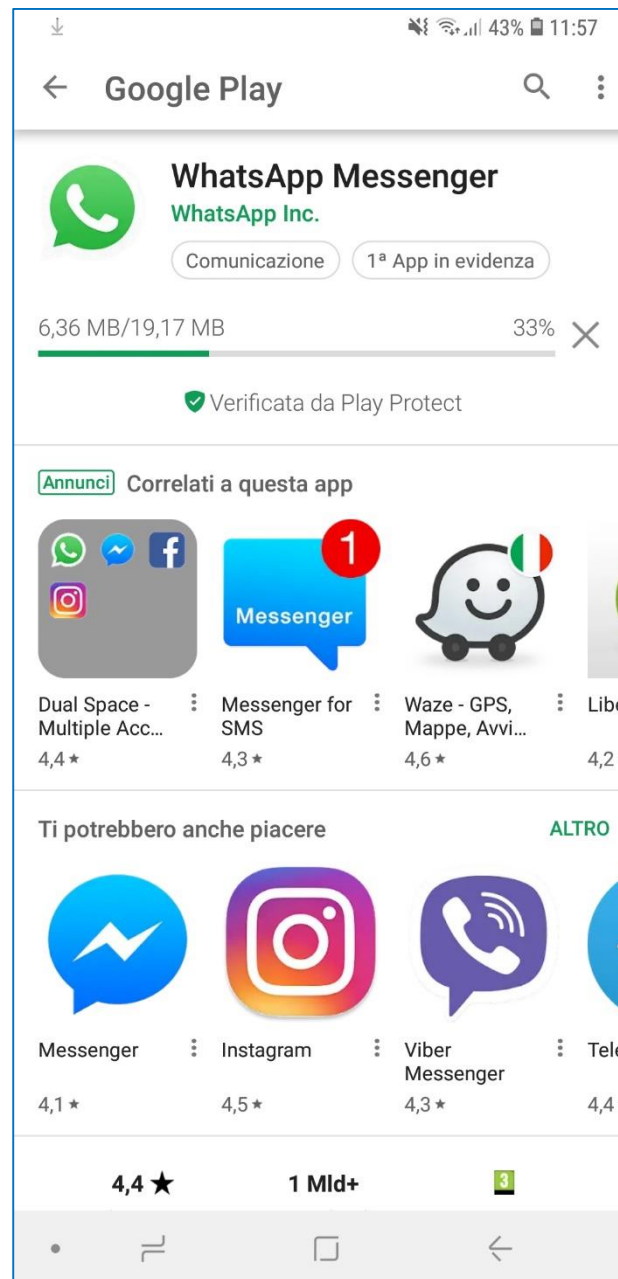 43% 11:57
Google Play
WhatsApp Messenger
WhatsApp Inc.
Comunicazione 1ª App in evidenza
6,36 MB/19,17 MB 33%
Verificata da Play Protect
Annunci Correlati a questa app
1
Messenger
Dual Space - Messenger for Waze - GPS, Libe
Multiple Acc... SMS Mappe, Avvi...
4,4★ 4,3★ 4,6★ 4,2
Ti potrebbero anche piacere ALTRO
Messenger Instagram Viber Tele
Messenger
4,1★ 4,5★ 4,3★ 4,4
4,4★ 1 Mld+ 3